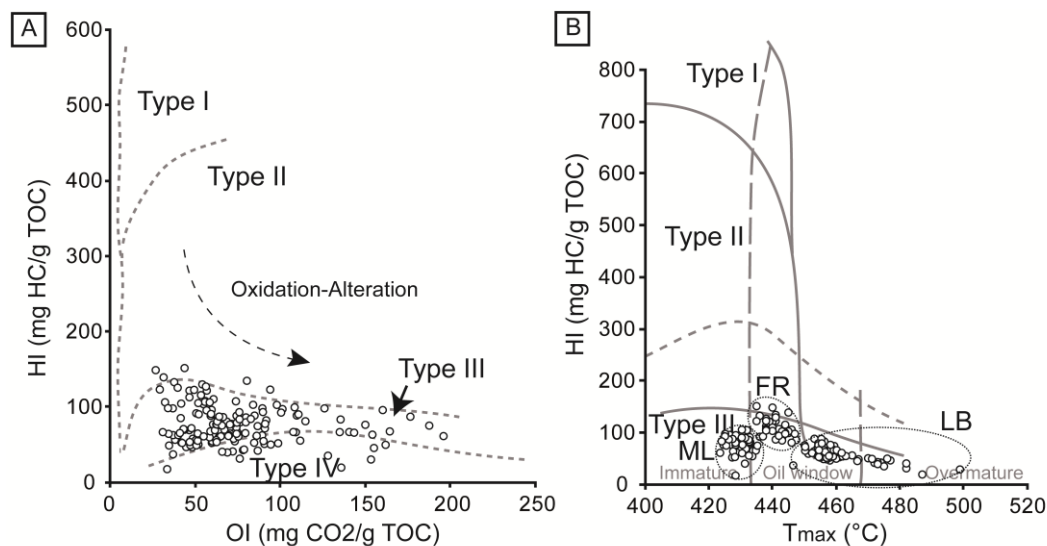 A
600
500
400
300
200
100
0
HI (mg HC/g TOC)
Type I
Type II
Oxidation-Alteration
Type III
Type IV
0 50 100 150 200 250
OI (mg CO2/g TOC)
B
800
700
600
500
400
300
200
100
0
HI (mg HC/g TOC)
Type I
Type II
FR
Type III
LB
ML
Immature Oil window Overmature
400 420 440 460 480 500 520
Tmax (°C)